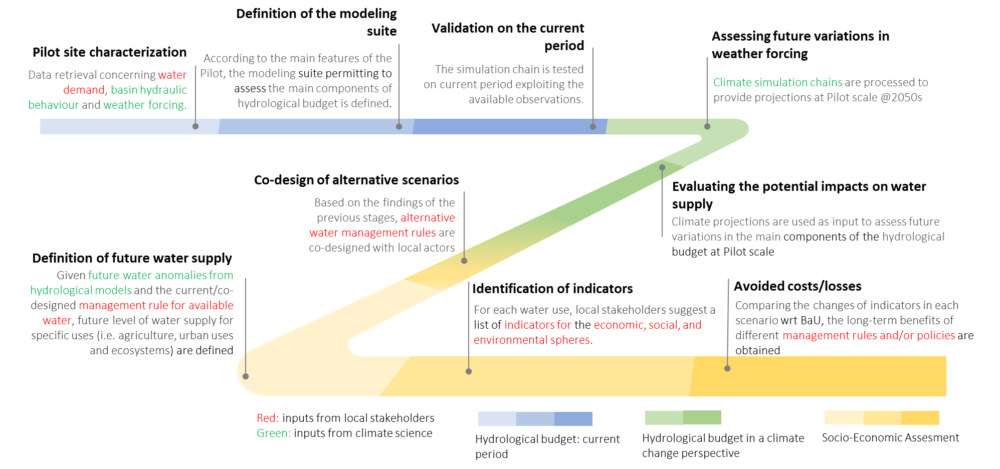 Pilot site characterization
Data retrieval concerning water
demand, basin hydraulic
behaviour and weather forcing.
Definition of the modeling
suite
According to the main features of the
Pilot, the modeling suite permitting to
assess the main components of
hydrological budget is defined.
Validation on the current
period
The simulation chain is tested
on current period exploiting the
available observations.
Assessing future variations in
weather forcing
Climate simulation chains are processed to
provide projections at Pilot scale @2050s
Evaluating the potential impacts on water
supply
Climate projections are used as input to assess future
variations in the main components of the hydrological
budget at Pilot scale
Co-design of alternative scenarios
Based on the findings of the
previous stages, alternative
water management rules are
co-designed with local actors
Definition of future water supply
Given future water anomalies from
hydrological models and the current/co-
designed management rule for available
water, future level of water supply for
specific uses (i.e. agriculture, urban uses
and ecosystems) are defined
Identification of indicators
For each water use, local stakeholders suggest a
list of indicators for the economic, social, and
environmental spheres.
Avoided costs/losses
Comparing the changes of indicators in each
scenario wrt BaU, the long-term benefits of
different management rules and/or policies are
obtained
Red: inputs from local stakeholders
Green: inputs from climate science
Hydrological budget: current
period
Hydrological budget in a climate
change perspective
Socio-Economic Assesment